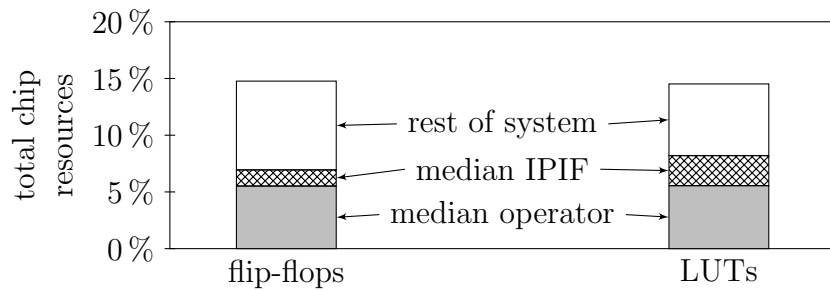 total chip
resources
20 %
15 %
10 %
5 %
0 %
rest of system
median IPIF
median operator
flip-flops
LUTs